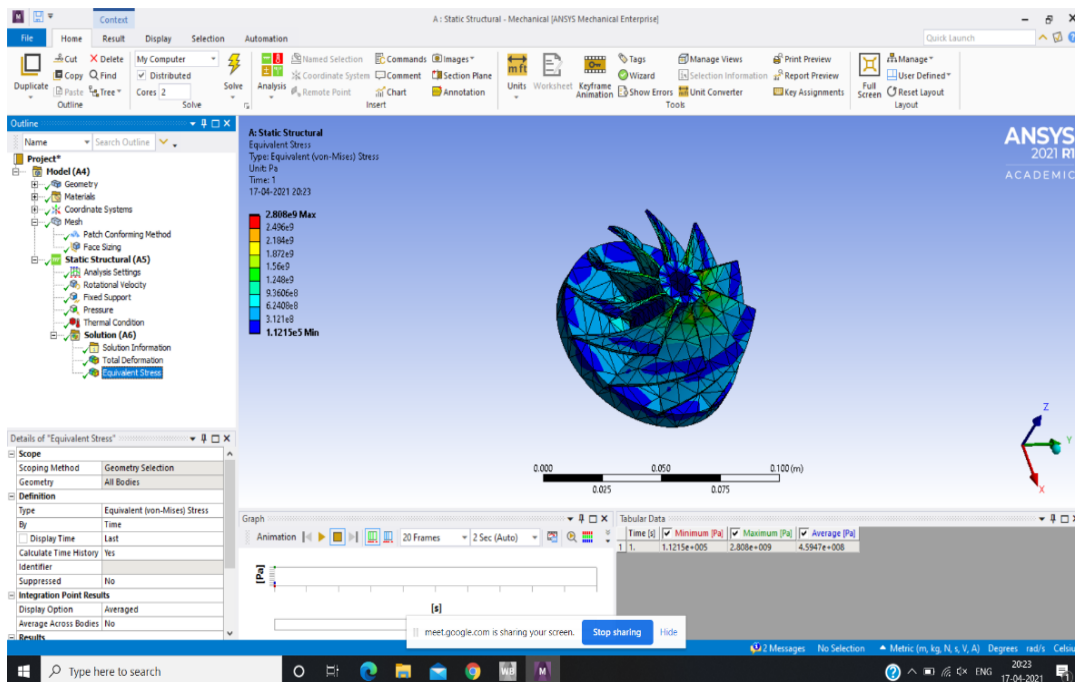 Context
A : Static Structural - Mechanical [ANSYS Mechanical Enterprise]
File Home Result Display Selection Automation
Quick Launch
Duplicate
Cut
Copy
Paste
Delete
Find
Tree
Outline
My Computer
Distributed
Cores 2
Solve
Solve
Analysis
Named Selection
Coordinate System
Remote Point
Commands
Comment
Chart
Images
Section Plane
Annotation
Insert
Units
Worksheet
Keyframe
Animation
Tags
Wizard
Show Errors
Manage Views
Selection Information
Unit Converter
Print Preview
Report Preview
Key Assignments
Tools
Full
Screen
Manage
User Defined
Reset Layout
Layout
Outline
Name Search Outline
Project*
Model (A4)
Geometry
Materials
Coordinate Systems
Mesh
Patch Conforming Method
Face Sizing
Static Structural (A5)
Analysis Settings
Rotational Velocity
Fixed Support
Pressure
Thermal Condition
Solution (A6)
Solution Information
Total Deformation
Equivalent Stress
A: Static Structural
Equivalent Stress
Type: Equivalent (von-Mises) Stress
Unit: Pa
Time: 1
17-04-2021 20:23
2.808e9 Max
2.496e9
2.184e9
1.872e9
1.56e9
1.248e9
9.3606e8
6.2408e8
3.121e8
1.1215e5 Min
ANSYS
2021 R1
ACADEMIC
Z
Y
X
0.000 0.050 0.100 (m)
0.025 0.075
Details of "Equivalent Stress"
Scope
Scoping Method Geometry Selection
Geometry All Bodies
Definition
Type Equivalent (von-Mises) Stress
By Time
Display Time Last
Calculate Time History Yes
Identifier
Suppressed No
Integration Point Results
Display Option Averaged
Average Across Bodies No
Results
Graph
Animation 20 Frames 2 Sec (Auto)
[Pa]
[s]
Tabular Data
Time [s] Minimum [Pa] Maximum [Pa] Average [Pa]
1 1. 1.1215e+005 2.808e+009 4.5947e+008
meet.google.com is sharing your screen. Stop sharing Hide
2 Messages No Selection Metric (m, kg, N, s, V, A) Degrees rad/s Celsiu
Type here to search
WB
M
ENG
20:23
17-04-2021